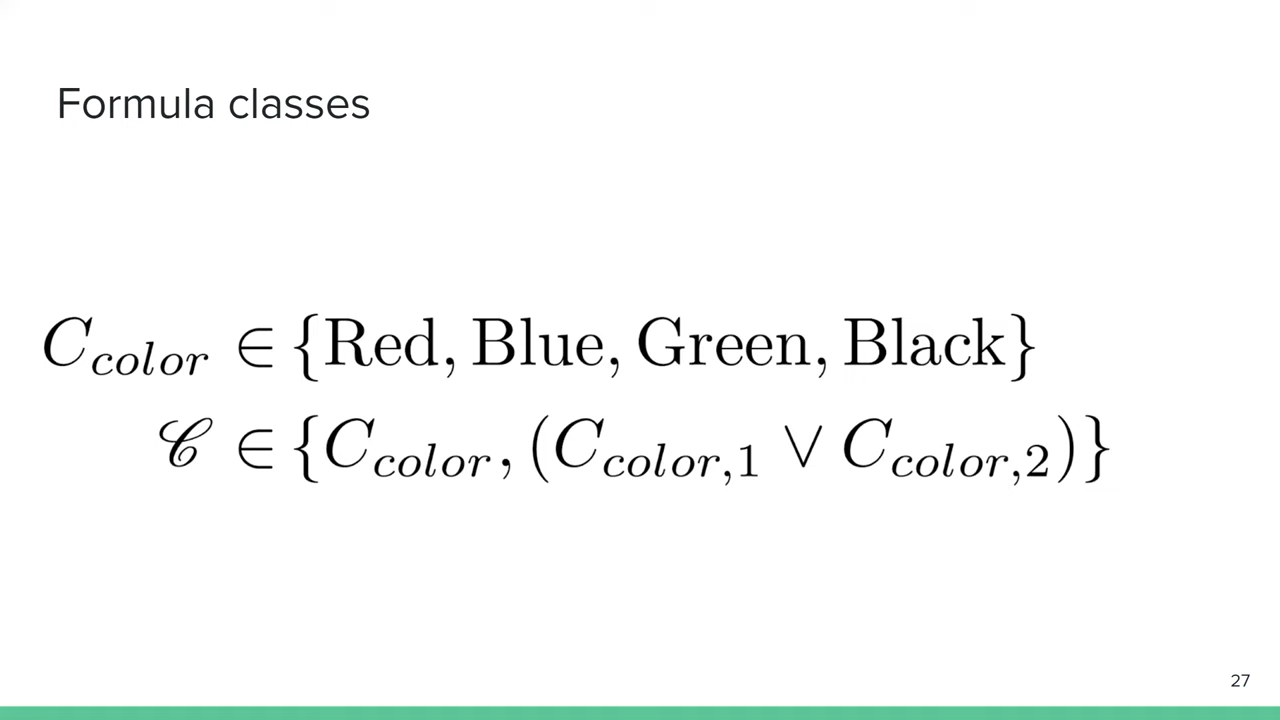 Formula classes
C_color ∈ {Red, Blue, Green, Black}
𝒞 ∈ {C_color, (C_color,1 ∨ C_color,2)}
27